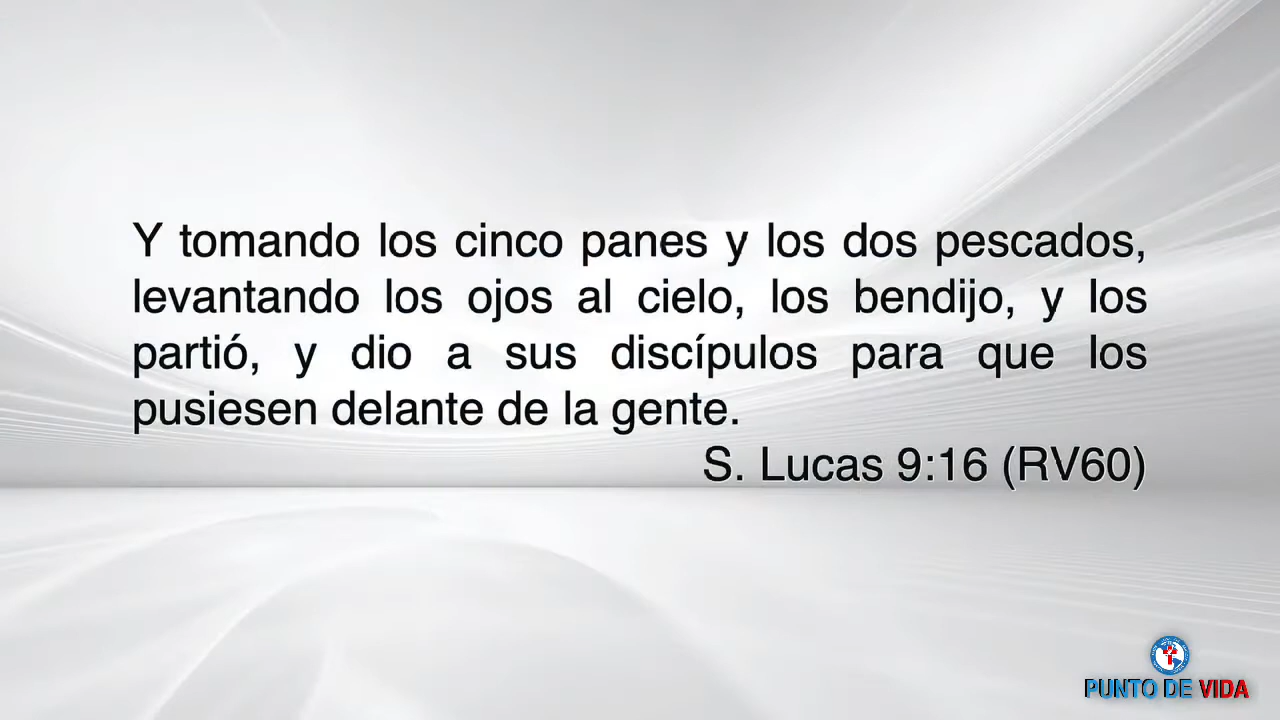 Y tomando los cinco panes y los dos pescados,
levantando los ojos al cielo, los bendijo, y los
partió, y dio a sus discípulos para que los
pusiesen delante de la gente.
S. Lucas 9:16 (RV60)
PUNTO DE VIDA